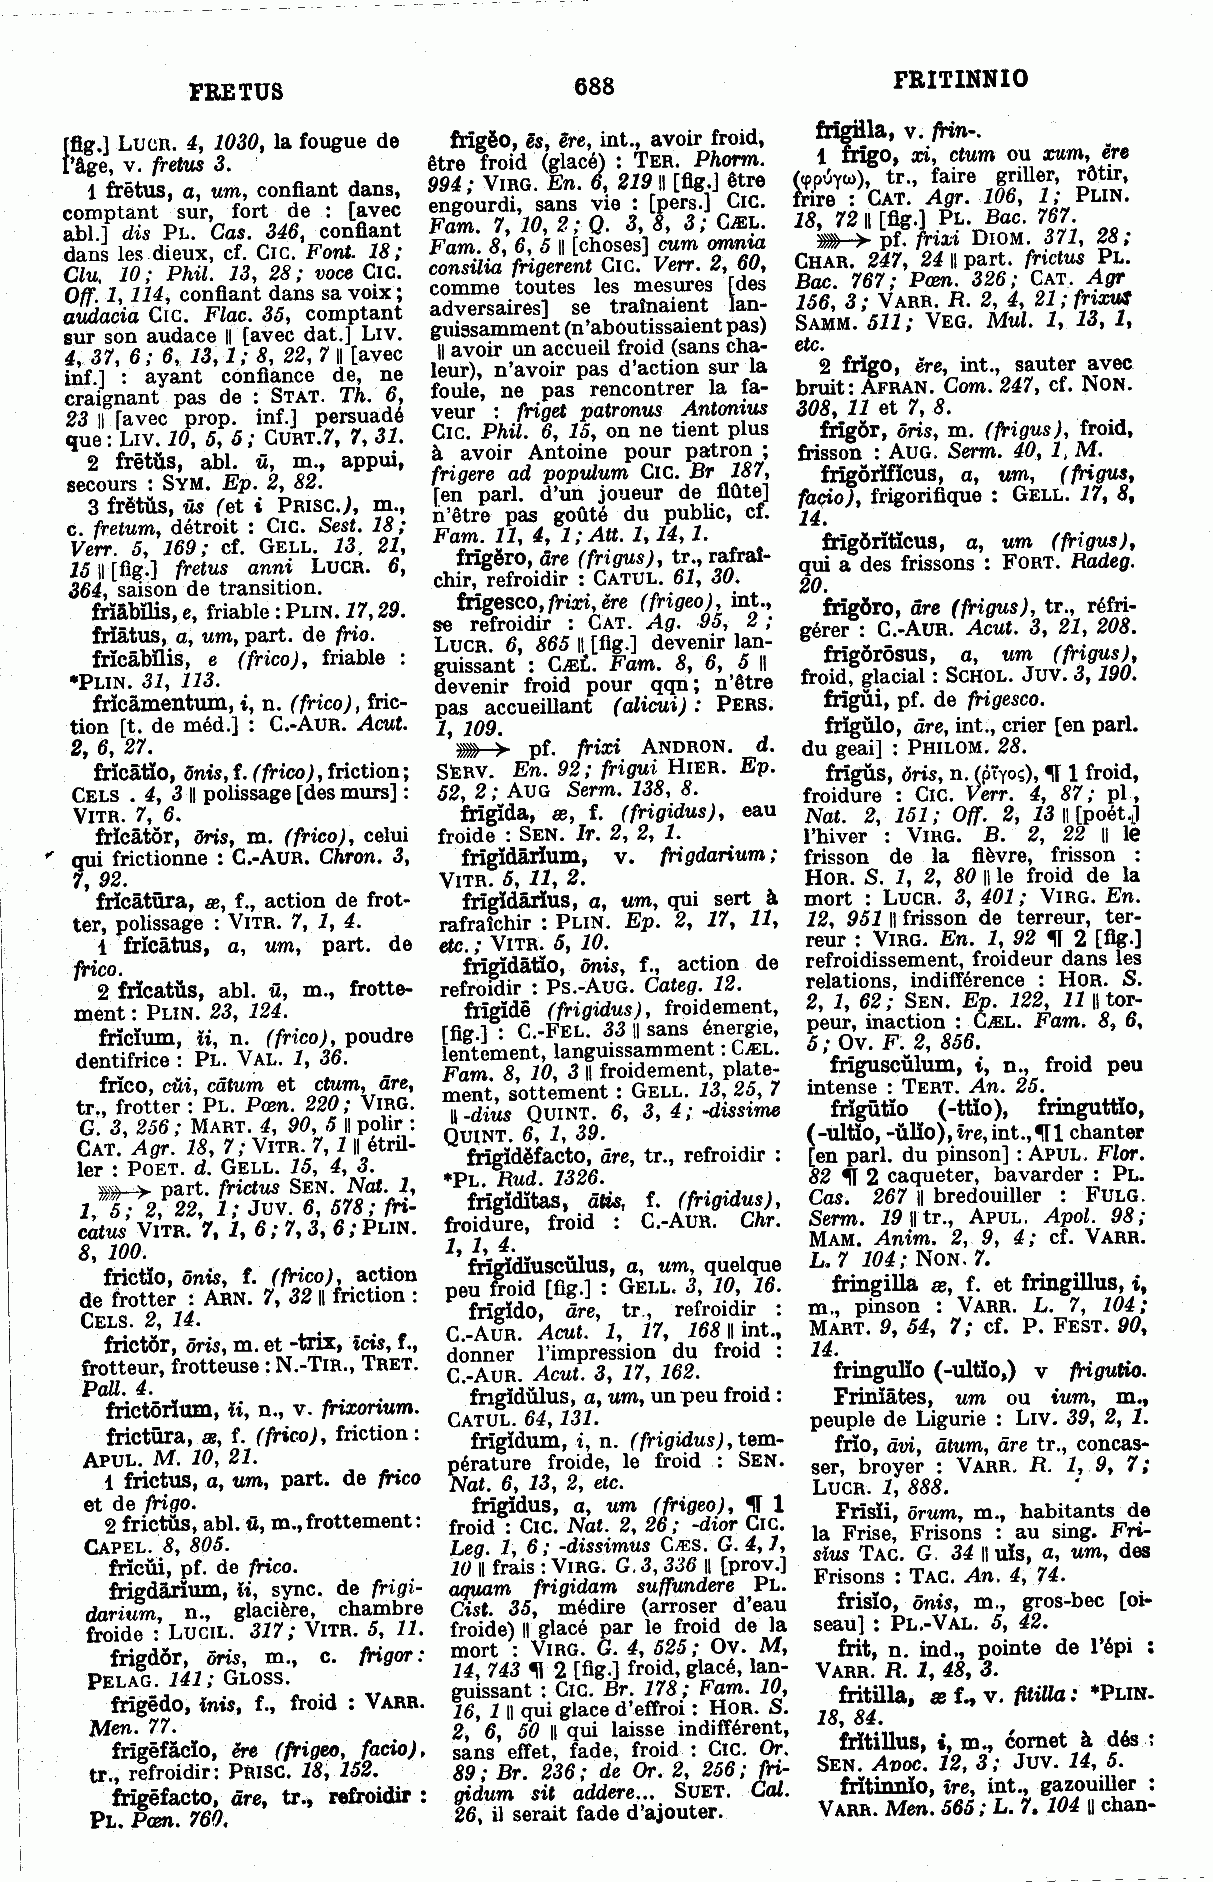 FRETUS
688
FRITINNIO
[fig.] LUCR. 4, 1030, la fougue de
l'âge, v. fretus 3.
1 frētus, a, um, confiant dans,
comptant sur, fort de : [avec
abl.] dis PL. Cas. 346, confiant
dans les dieux, cf. CIC. Font. 18 ;
Clu. 10 ; Phil. 13, 28 ; voce CIC.
Off. 1, 114, confiant dans sa voix ;
audacia CIC. Flac. 35, comptant
sur son audace ‖ [avec dat.] LIV.
4, 37, 6 ; 6, 13, 1 ; 8, 22, 7 ‖ [avec
inf.] : ayant confiance de, ne
craignant pas de : STAT. Th. 6,
23 ‖ [avec prop. inf.] persuadé
que : LIV. 10, 5, 5 ; CURT.7, 7, 31.
2 frētŭs, abl. ū, m., appui,
secours : SYM. Ep. 2, 82.
3 frĕtŭs, ūs (et i PRISC.), m.,
c. fretum, détroit : CIC. Sest. 18 ;
Verr. 5, 169 ; cf. GELL. 13, 21,
15 ‖ [fig.] fretus anni LUCR. 6,
364, saison de transition.
frĭābĭlis, e, friable : PLIN. 17, 29.
frĭātus, a, um, part. de frio.
frĭcābĭlis, e (frico), friable :
*PLIN. 31, 113.
frĭcāmentum, i, n. (frico), fric-
tion [t. de méd.] : C.-AUR. Acut.
2, 6, 27.
frĭcātĭo, ōnis, f. (frico), friction ;
CELS . 4, 3 ‖ polissage [des murs] :
VITR. 7, 6.
frĭcātŏr, ōris, m. (frico), celui
qui frictionne : C.-AUR. Chron. 3,
7, 92.
frĭcātūra, æ, f., action de frot-
ter, polissage : VITR. 7, 1, 4.
1 frĭcātus, a, um, part. de
frico.
2 frĭcatŭs, abl. ū, m., frotte-
ment : PLIN. 23, 124.
frĭcĭum, ĭi, n. (frico), poudre
dentifrice : PL. VAL. 1, 36.
frĭco, cŭi, cātum et ctum, āre,
tr., frotter : PL. Pœn. 220 ; VIRG.
G. 3, 256 ; MART. 4, 90, 5 ‖ polir :
CAT. Agr. 18, 7 ; VITR. 7, 1 ‖ étril-
ler : POET. d. GELL. 15, 4, 3.
⟶ part. frictus SEN. Nat. 1,
1, 5 ; 2, 22, 1 ; JUV. 6, 578 ; fri-
catus VITR. 7, 1, 6 ; 7, 3, 6 ; PLIN.
8, 100.
frictĭo, ōnis, f. (frico), action
de frotter : ARN. 7, 32 ‖ friction :
CELS. 2, 14.
frictŏr, ōris, m. et -trix, īcis, f.,
frotteur, frotteuse : N.-TIR., TRET.
Pall. 4.
frictōrĭum, ĭi, n., v. frixorium.
frictūra, æ, f. (frico), friction :
APUL. M. 10, 21.
1 frictus, a, um, part. de frico
et de frigo.
2 frictŭs, abl. ū, m., frottement :
CAPEL. 8, 805.
frĭcŭi, pf. de frico.
frigdārĭum, ĭi, sync. de frigi-
darium, n., glacière, chambre
froide : LUCIL. 317 ; VITR. 5, 11.
frigdŏr, ōris, m., c. frigor :
PELAG. 141 ; GLOSS.
frīgēdo, ĭnis, f., froid : VARR.
Men. 77.
frīgĕfăcĭo, ĕre (frigeo, facio),
tr., refroidir : PRISC. 18, 152.
frīgĕfacto, āre, tr., refroidir :
PL. Pœn. 760.
frīgĕo, ēs, ēre, int., avoir froid,
être froid (glacé) : TER. Phorm.
994 ; VIRG. En. 6, 219 ‖ [fig.] être
engourdi, sans vie : [pers.] CIC.
Fam. 7, 10, 2 ; Q. 3, 8, 3 ; CÆL.
Fam. 8, 6, 5 ‖ [choses] cum omnia
consilia frigerent CIC. Verr. 2, 60,
comme toutes les mesures [des
adversaires] se traînaient lan-
guissamment (n'aboutissaient pas)
‖ avoir un accueil froid (sans cha-
leur), n'avoir pas d'action sur la
foule, ne pas rencontrer la fa-
veur : friget patronus Antonius
CIC. Phil. 6, 15, on ne tient plus
à avoir Antoine pour patron ;
frigere ad populum CIC. Br 187,
[en parl. d'un joueur de flûte]
n'être pas goûté du public, cf.
Fam. 11, 4, 1 ; Att. 1, 14, 1.
frīgĕro, āre (frigus), tr., rafraî-
chir, refroidir : CATUL. 61, 30.
frīgesco, frixi, ĕre (frigeo), int.,
se refroidir : CAT. Ag. 95, 2 ;
LUCR. 6, 865 ‖ [fig.] devenir lan-
guissant : CÆL. Fam. 8, 6, 5 ‖
devenir froid pour qqn ; n'être
pas accueillant (alicui) : PERS.
1, 109.
⟶ pf. frixi ANDRON. d.
SERV. En. 92 ; frigui HIER. Ep.
52, 2 ; AUG Serm. 138, 8.
frīgĭda, æ, f. (frigidus), eau
froide : SEN. Ir. 2, 2, 1.
frīgĭdārĭum, v. frigdarium ;
VITR. 5, 11, 2.
frīgĭdārĭus, a, um, qui sert à
rafraîchir : PLIN. Ep. 2, 17, 11,
etc. ; VITR. 5, 10.
frīgĭdātĭo, ōnis, f., action de
refroidir : PS.-AUG. Categ. 12.
frīgĭdē (frigidus), froidement,
[fig.] : C.-FEL. 33 ‖ sans énergie,
lentement, languissamment : CÆL.
Fam. 8, 10, 3 ‖ froidement, plate-
ment, sottement : GELL. 13, 25, 7
‖ -dius QUINT. 6, 3, 4 ; -dissime
QUINT. 6, 1, 39.
frīgĭdĕfacto, āre, tr., refroidir :
*PL. Rud. 1326.
frīgĭdĭtas, ātis, f. (frigidus),
froidure, froid : C.-AUR. Chr.
1, 1, 4.
frīgĭdĭuscŭlus, a, um, quelque
peu froid [fig.] : GELL. 3, 10, 16.
frīgĭdo, āre, tr., refroidir :
C.-AUR. Acut. 1, 17, 168 ‖ int.,
donner l'impression du froid :
C.-AUR. Acut. 3, 17, 162.
frīgĭdŭlus, a, um, un peu froid :
CATUL. 64, 131.
frīgĭdum, i, n. (frigidus), tem-
pérature froide, le froid : SEN.
Nat. 6, 13, 2, etc.
frīgĭdus, a, um (frigeo), ¶ 1
froid : CIC. Nat. 2, 26 ; -dior CIC.
Leg. 1, 6 ; -dissimus CÆS. G. 4, 1,
10 ‖ frais : VIRG. G. 3, 336 ‖ [prov.]
aquam frigidam suffundere PL.
Cist. 35, médire (arroser d'eau
froide) ‖ glacé par le froid de la
mort : VIRG. G. 4, 525 ; OV. M,
14, 743 ¶ 2 [fig.] froid, glacé, lan-
guissant : CIC. Br. 178 ; Fam. 10,
16, 1 ‖ qui glace d'effroi : HOR. S.
2, 6, 50 ‖ qui laisse indifférent,
sans effet, fade, froid : CIC. Or.
89 ; Br. 236 ; de Or. 2, 256 ; fri-
gidum sit addere... SUET. Cal.
26, il serait fade d'ajouter.
frīgilla, v. frin-.
1 frīgo, xi, ctum ou xum, ĕre
(φρύγω), tr., faire griller, rôtir,
frire : CAT. Agr. 106, 1 ; PLIN.
18, 72 ‖ [fig.] PL. Bac. 767.
⟶ pf. frixi DIOM. 371, 28 ;
CHAR. 247, 24 ‖ part. frictus PL.
Bac. 767 ; Pœn. 326 ; CAT. Agr
156, 3 ; VARR. R. 2, 4, 21 ; frixus
SAMM. 511 ; VEG. Mul. 1, 13, 1,
etc.
2 frĭgo, ĕre, int., sauter avec
bruit : AFRAN. Com. 247, cf. NON.
308, 11 et 7, 8.
frīgŏr, ōris, m. (frigus), froid,
frisson : AUG. Serm. 40, 1, M.
frīgŏrĭfĭcus, a, um, (frigus,
facio), frigorifique : GELL. 17, 8,
14.
frīgŏrĭtĭcus, a, um (frigus),
qui a des frissons : FORT. Radeg.
20.
frīgŏro, āre (frigus), tr., réfri-
gérer : C.-AUR. Acut. 3, 21, 208.
frīgŏrōsus, a, um (frigus),
froid, glacial : SCHOL. JUV. 3, 190.
frīgŭi, pf. de frigesco.
frīgŭlo, āre, int., crier [en parl.
du geai] : PHILOM. 28.
frīgŭs, ŏris, n. (ῥῖγος), ¶ 1 froid,
froidure : CIC. Verr. 4, 87 ; pl.,
Nat. 2, 151 ; Off. 2, 13 ‖ [poét.]
l'hiver : VIRG. B. 2, 22 ‖ le
frisson de la fièvre, frisson :
HOR. S. 1, 2, 80 ‖ le froid de la
mort : LUCR. 3, 401 ; VIRG. En.
12, 951 ‖ frisson de terreur, ter-
reur : VIRG. En. 1, 92 ¶ 2 [fig.]
refroidissement, froideur dans les
relations, indifférence : HOR. S.
2, 1, 62 ; SEN. Ep. 122, 11 ‖ tor-
peur, inaction : CÆL. Fam. 8, 6,
5 ; OV. F. 2, 856.
frīguscŭlum, i, n., froid peu
intense : TERT. An. 25.
frĭgūtĭo (-ttĭo), fringuttĭo,
(-ultĭo, -ŭlĭo), īre, int., ¶ 1 chanter
[en parl. du pinson] : APUL. Flor.
82 ¶ 2 caqueter, bavarder : PL.
Cas. 267 ‖ bredouiller : FULG.
Serm. 19 ‖ tr., APUL. Apol. 98 ;
MAM. Anim. 2, 9, 4 ; cf. VARR.
L. 7 104 ; NON. 7.
fringilla æ, f. et fringillus, i,
m., pinson : VARR. L. 7, 104 ;
MART. 9, 54, 7 ; cf. P. FEST. 90,
14.
fringulĭo (-ultĭo,) v frigutio.
Frinĭātes, um ou ium, m.,
peuple de Ligurie : LIV. 39, 2, 1.
frĭo, āvi, ātum, āre tr., concas-
ser, broyer : VARR. R. 1, 9, 7 ;
LUCR. 1, 888.
Frīsĭi, ōrum, m., habitants de
la Frise, Frisons : au sing. Fri-
sĭus TAC. G. 34 ‖ uĭs, a, um, des
Frisons : TAC. An. 4, 74.
frisĭo, ōnis, m., gros-bec [oi-
seau] : PL.-VAL. 5, 42.
frit, n. ind., pointe de l'épi :
VARR. R. 1, 48, 3.
fritilla, æ f., v. fitilla : *PLIN.
18, 84.
frĭtillus, i, m., cornet à dés :
SEN. Apoc. 12, 3 ; JUV. 14, 5.
frĭtinnĭo, īre, int., gazouiller :
VARR. Men. 565 ; L. 7. 104 ‖ chan-